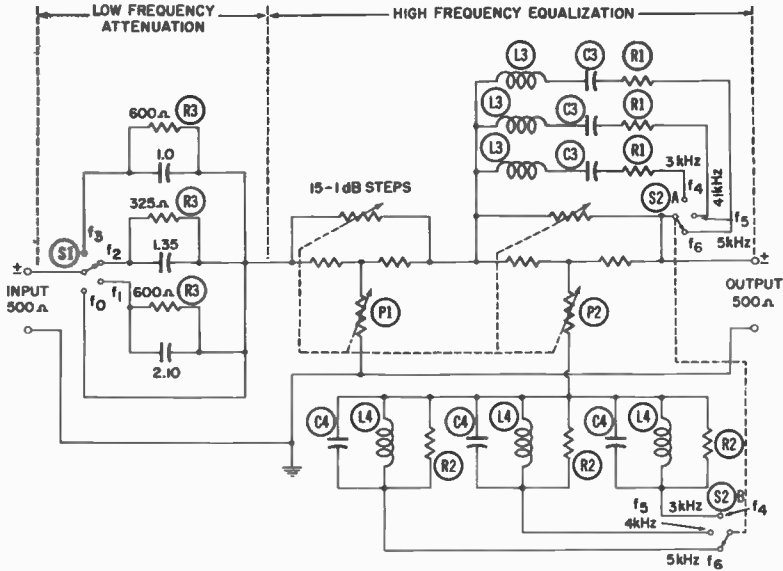 LOW FREQUENCY HIGH FREQUENCY EQUALIZATION
ATTENUATION
L3 C3 R1
600Ω R3
L3 C3 R1
1.0
L3 C3 R1
3kHz
15-1 dB STEPS
f4
41kHz
325Ω R3
S2 A
f3
f5
S1
f2
1.35
f6
5kHz
± ±
INPUT
500Ω
f1
600Ω R3
f0
P1
P2
OUTPUT
500Ω
2.10
C4 L4 C4 L4 C4 L4
R2 R2 R2
S2 B
f5 3kHz f4
4kHz
5kHz f6